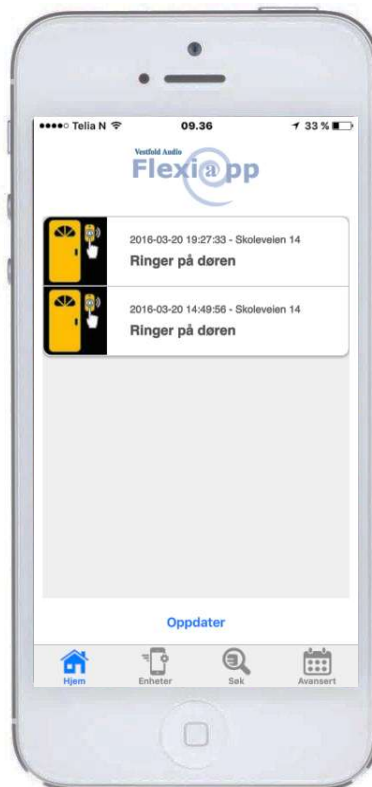 Telia N 09.36 33 %
Vestfold Audio
Flexi@pp
2016-03-20 19:27:33 - Skoleveien 14
Ringer på døren
2016-03-20 14:49:56 - Skoleveien 14
Ringer på døren
Oppdater
Hjem Enheter Søk Avansert